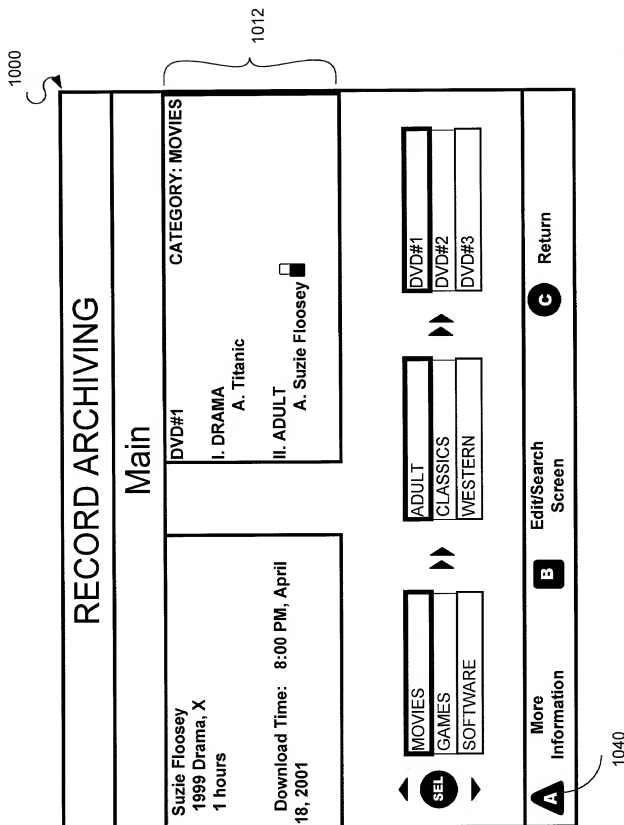 1000
RECORD ARCHIVING
Main
Suzie Floosey
1999 Drama, X
1 hours
Download Time: 8:00 PM, April
18, 2001
DVD#1 CATEGORY: MOVIES
I. DRAMA
A. Titanic
II. ADULT
A. Suzie Floosey
1012
SEL
MOVIES
GAMES
SOFTWARE
ADULT
CLASSICS
WESTERN
DVD#1
DVD#2
DVD#3
A
More
Information
B
Edit/Search
Screen
C
Return
1040